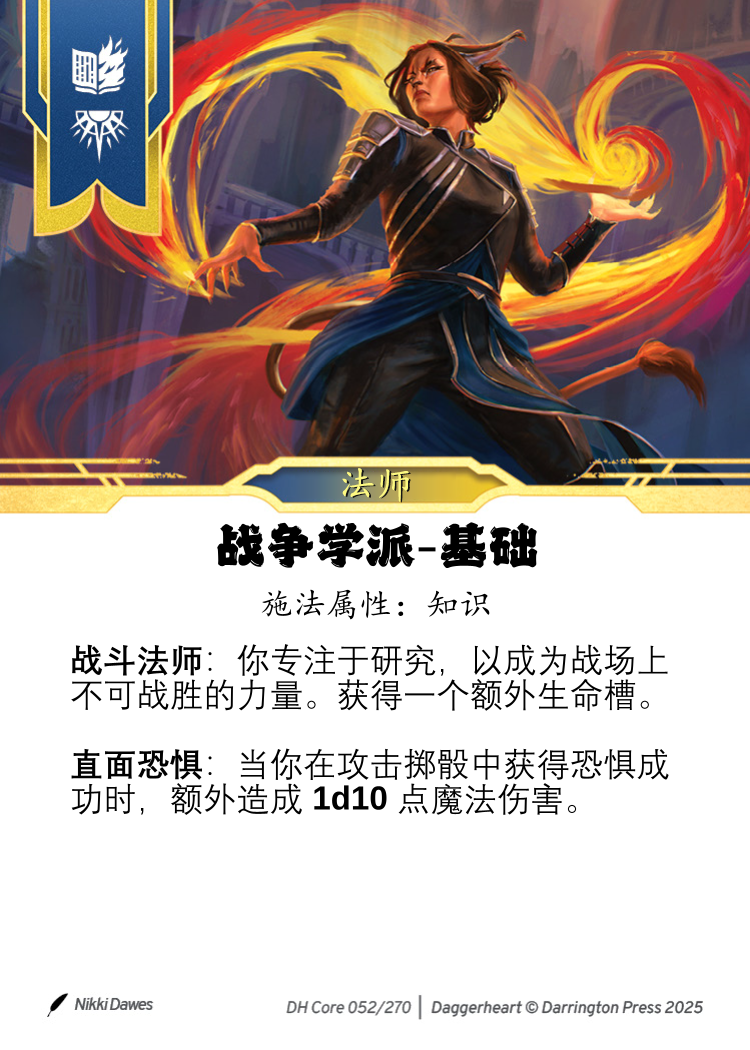 法师
战争学派-基础
施法属性：知识
战斗法师：你专注于研究，以成为战场上
不可战胜的力量。获得一个额外生命槽。
直面恐惧：当你在攻击掷骰中获得恐惧成
功时，额外造成 1d10 点魔法伤害。
Nikki Dawes
DH Core 052/270 | Daggerheart © Darrington Press 2025